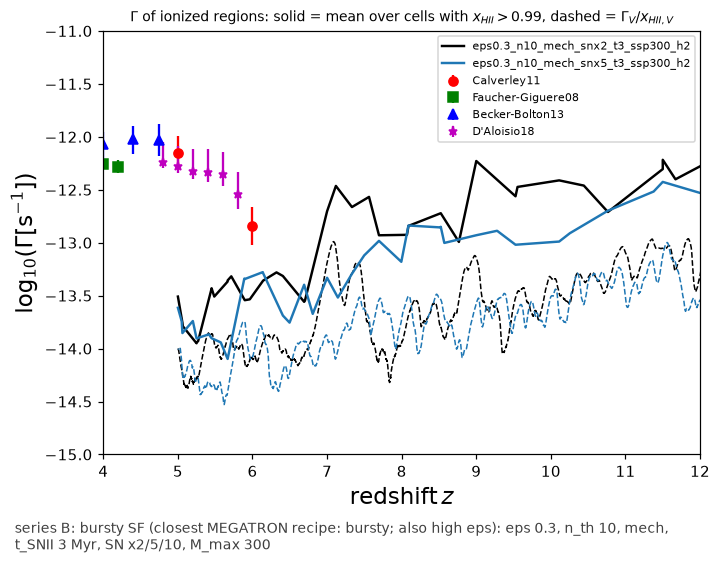 Γ of ionized regions: solid = mean over cells with x_HII > 0.99, dashed = Γ_V/x_HII,V
eps0.3_n10_mech_snx2_t3_ssp300_h2
eps0.3_n10_mech_snx5_t3_ssp300_h2
Calverley11
Faucher-Giguere08
Becker-Bolton13
D'Aloisio18
log₁₀(Γ[s⁻¹])
−11.0
−11.5
−12.0
−12.5
−13.0
−13.5
−14.0
−14.5
−15.0
4 5 6 7 8 9 10 11 12
redshift z
series B: bursty SF (closest MEGATRON recipe: bursty; also high eps): eps 0.3, n_th 10, mech,
t_SNII 3 Myr, SN x2/5/10, M_max 300